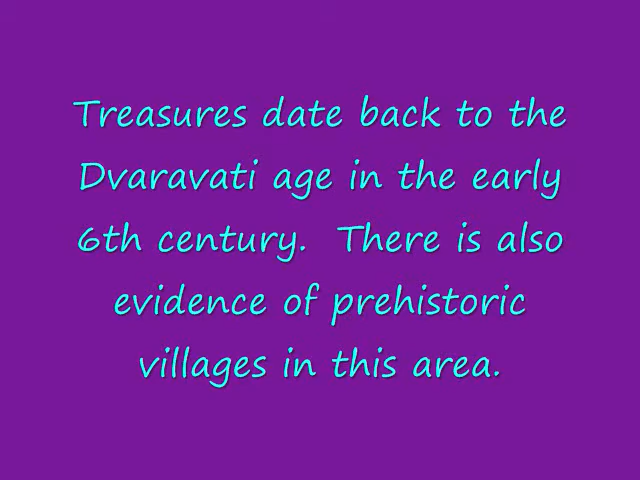 Treasures date back to the
Dvaravati age in the early
6th century.  There is also
evidence of prehistoric
villages in this area.